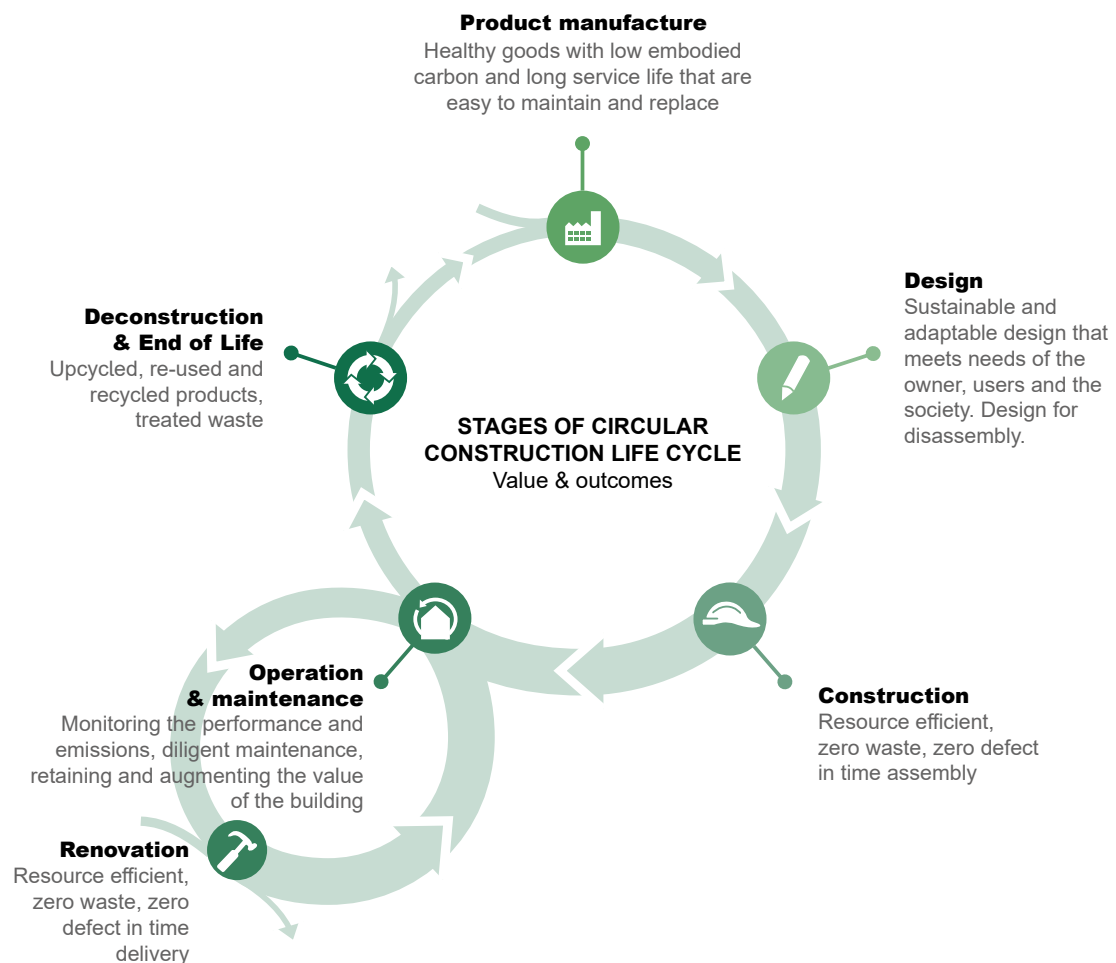 Product manufacture
Healthy goods with low embodied
carbon and long service life that are
easy to maintain and replace
Design
Sustainable and
adaptable design that
meets needs of the
owner, users and the
society. Design for
disassembly.
Deconstruction
& End of Life
Upcycled, re-used and
recycled products,
treated waste
STAGES OF CIRCULAR
CONSTRUCTION LIFE CYCLE
Value & outcomes
Operation
& maintenance
Monitoring the performance and
emissions, diligent maintenance,
retaining and augmenting the value
of the building
Construction
Resource efficient,
zero waste, zero defect
in time assembly
Renovation
Resource efficient,
zero waste, zero
defect in time
delivery